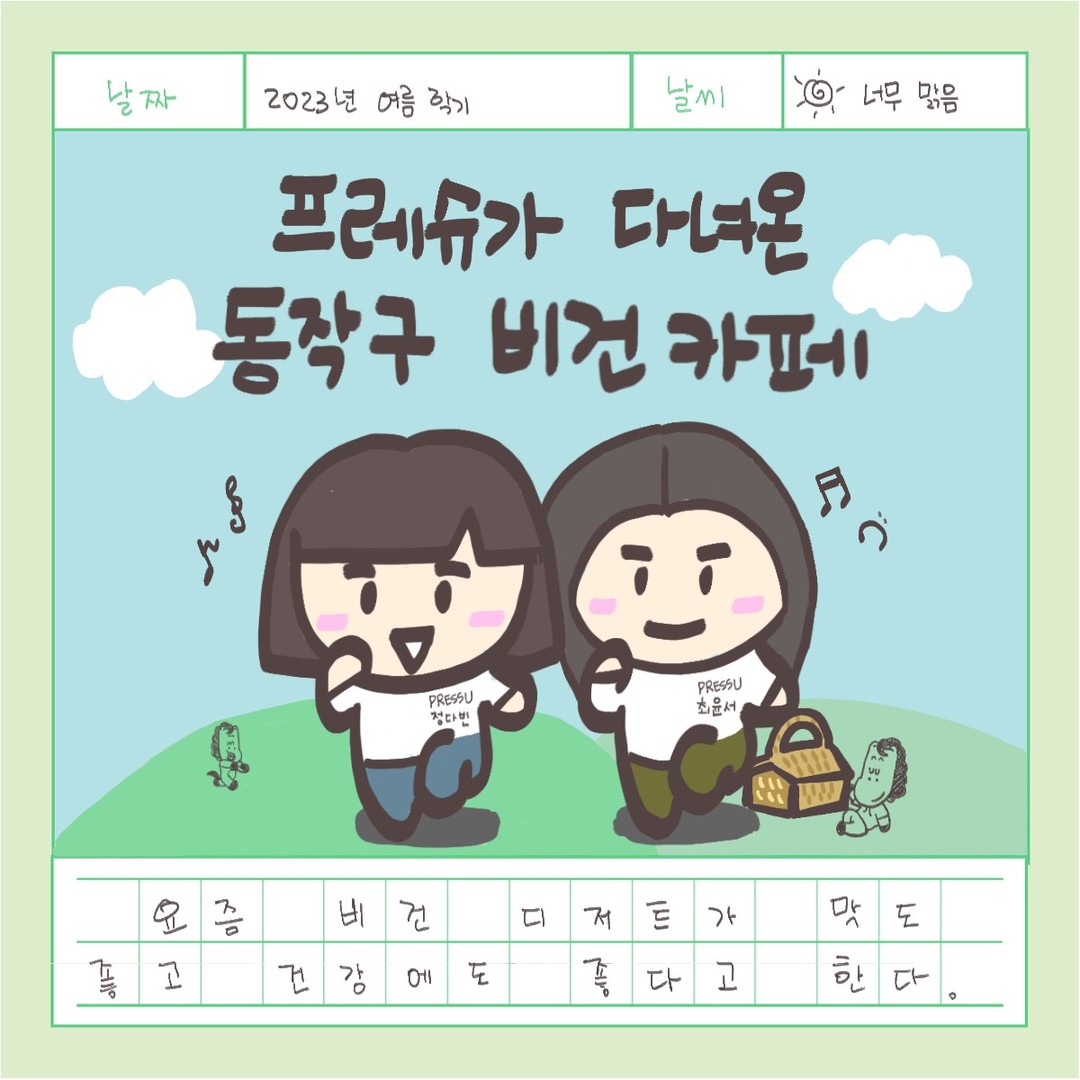 날짜 2023년 여름 학기 날씨 너무 맑음
프레슈가 다녀온
동작구 비건 카페
PRESSU
정다빈
PRESSU
최윤서
요즘 비건 디저트가 맛도
좋고 건강에도 좋다고 한다.